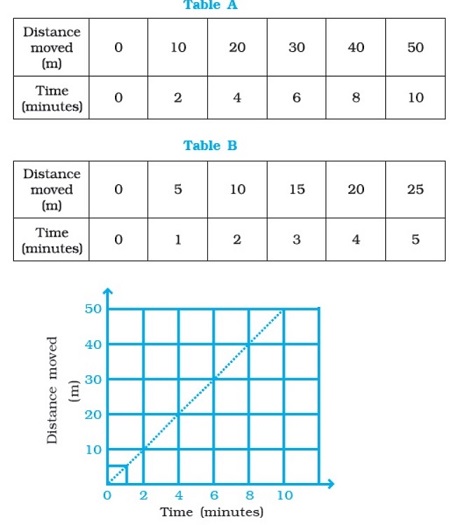 Table A
Distance moved (m) 0 10 20 30 40 50
Time (minutes) 0 2 4 6 8 10
Table B
Distance moved (m) 0 5 10 15 20 25
Time (minutes) 0 1 2 3 4 5
Distance moved
(m)
50
40
30
20
10
0 2 4 6 8 10
Time (minutes)